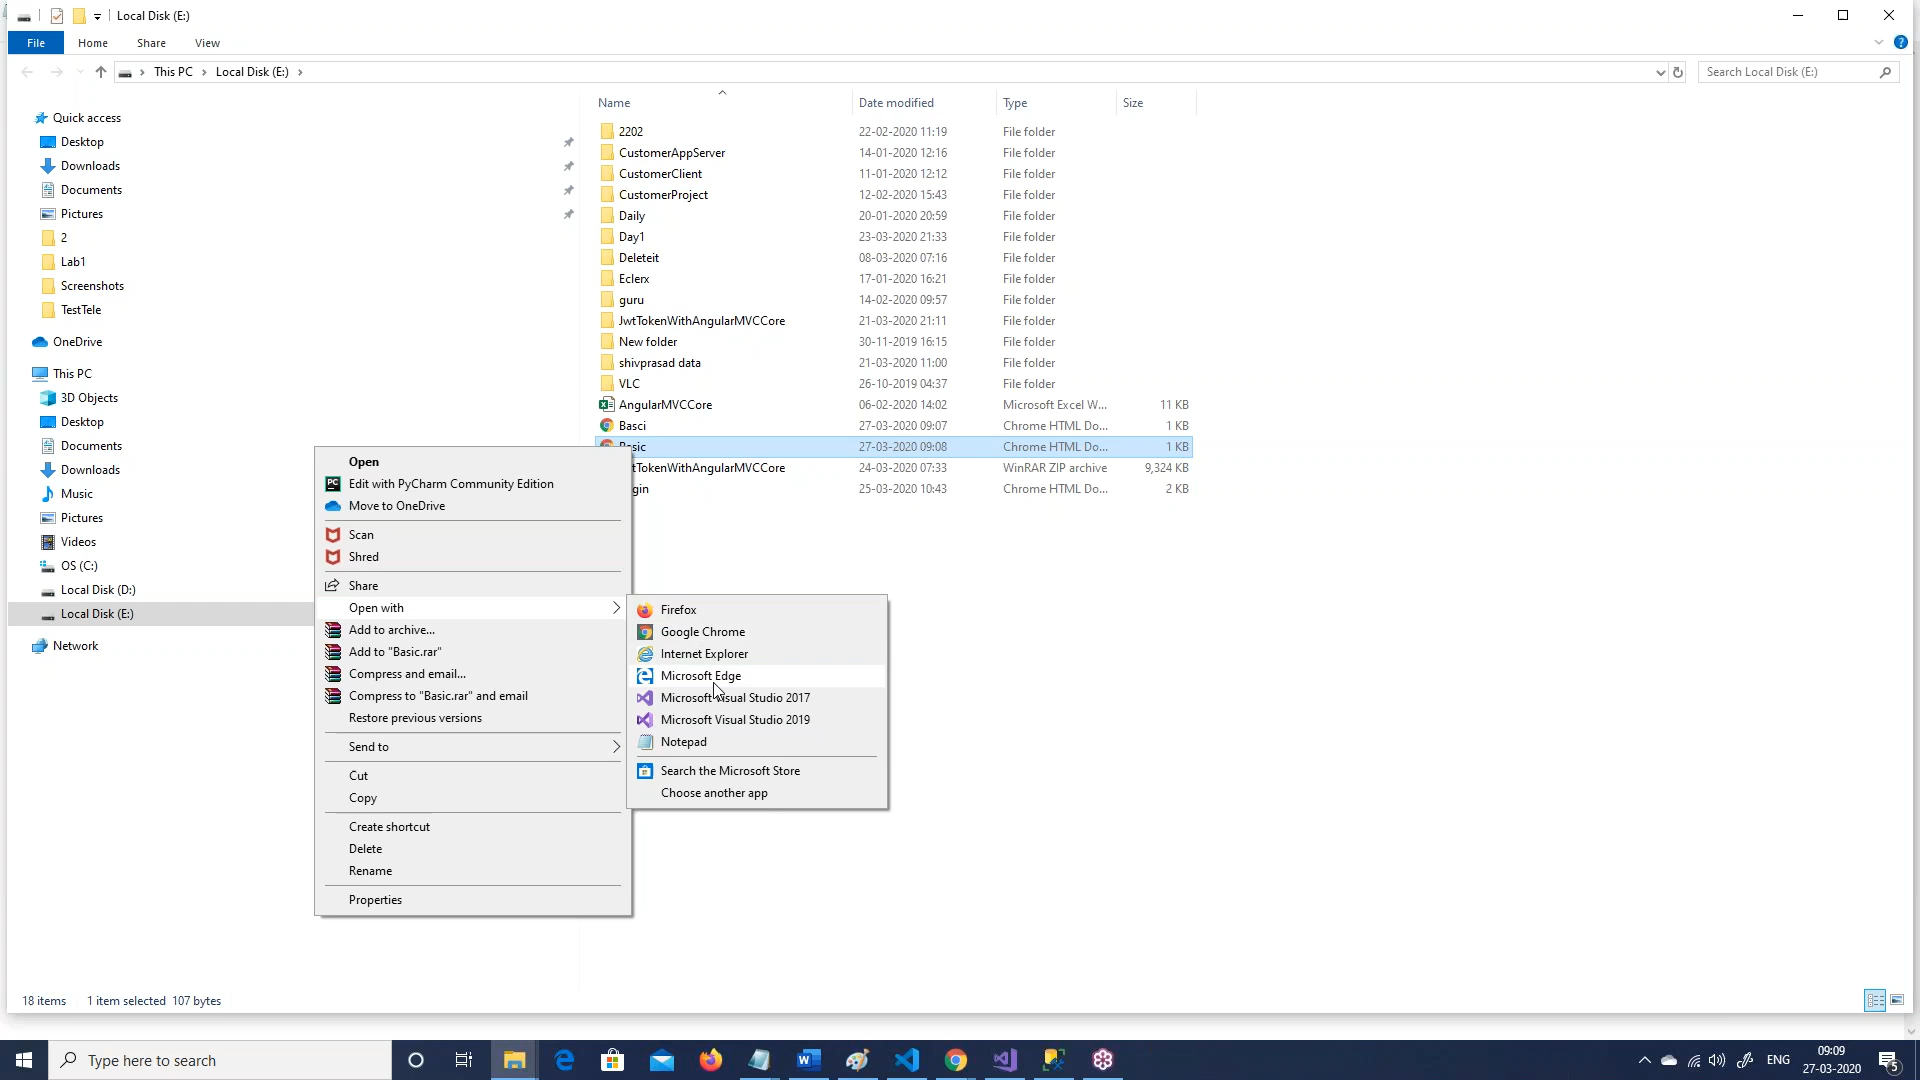 Local Disk (E:)
File Home Share View
This PC Local Disk (E:)
Search Local Disk (E:)
Name Date modified Type Size
Quick access
Desktop
Downloads
Documents
Pictures
2
Lab1
Screenshots
TestTele
OneDrive
This PC
3D Objects
Desktop
Documents
Downloads
Music
Pictures
Videos
OS (C:)
Local Disk (D:)
Local Disk (E:)
Network
2202 22-02-2020 11:19 File folder
CustomerAppServer 14-01-2020 12:16 File folder
CustomerClient 11-01-2020 12:12 File folder
CustomerProject 12-02-2020 15:43 File folder
Daily 20-01-2020 20:59 File folder
Day1 23-03-2020 21:33 File folder
Deleteit 08-03-2020 07:16 File folder
Eclerx 17-01-2020 16:21 File folder
guru 14-02-2020 09:57 File folder
JwtTokenWithAngularMVCCore 21-03-2020 21:11 File folder
New folder 30-11-2019 16:15 File folder
shivprasad data 21-03-2020 11:00 File folder
VLC 26-10-2019 04:37 File folder
AngularMVCCore 06-02-2020 14:02 Microsoft Excel W... 11 KB
Basci 27-03-2020 09:07 Chrome HTML Do... 1 KB
Basic 27-03-2020 09:08 Chrome HTML Do... 1 KB
tTokenWithAngularMVCCore 24-03-2020 07:33 WinRAR ZIP archive 9,324 KB
gin 25-03-2020 10:43 Chrome HTML Do... 2 KB
Open
Edit with PyCharm Community Edition
Move to OneDrive
Scan
Shred
Share
Open with
Add to archive...
Add to "Basic.rar"
Compress and email...
Compress to "Basic.rar" and email
Restore previous versions
Send to
Cut
Copy
Create shortcut
Delete
Rename
Properties
Firefox
Google Chrome
Internet Explorer
Microsoft Edge
Microsoft Visual Studio 2017
Microsoft Visual Studio 2019
Notepad
Search the Microsoft Store
Choose another app
18 items 1 item selected 107 bytes
Type here to search
ENG
09:09
27-03-2020
5